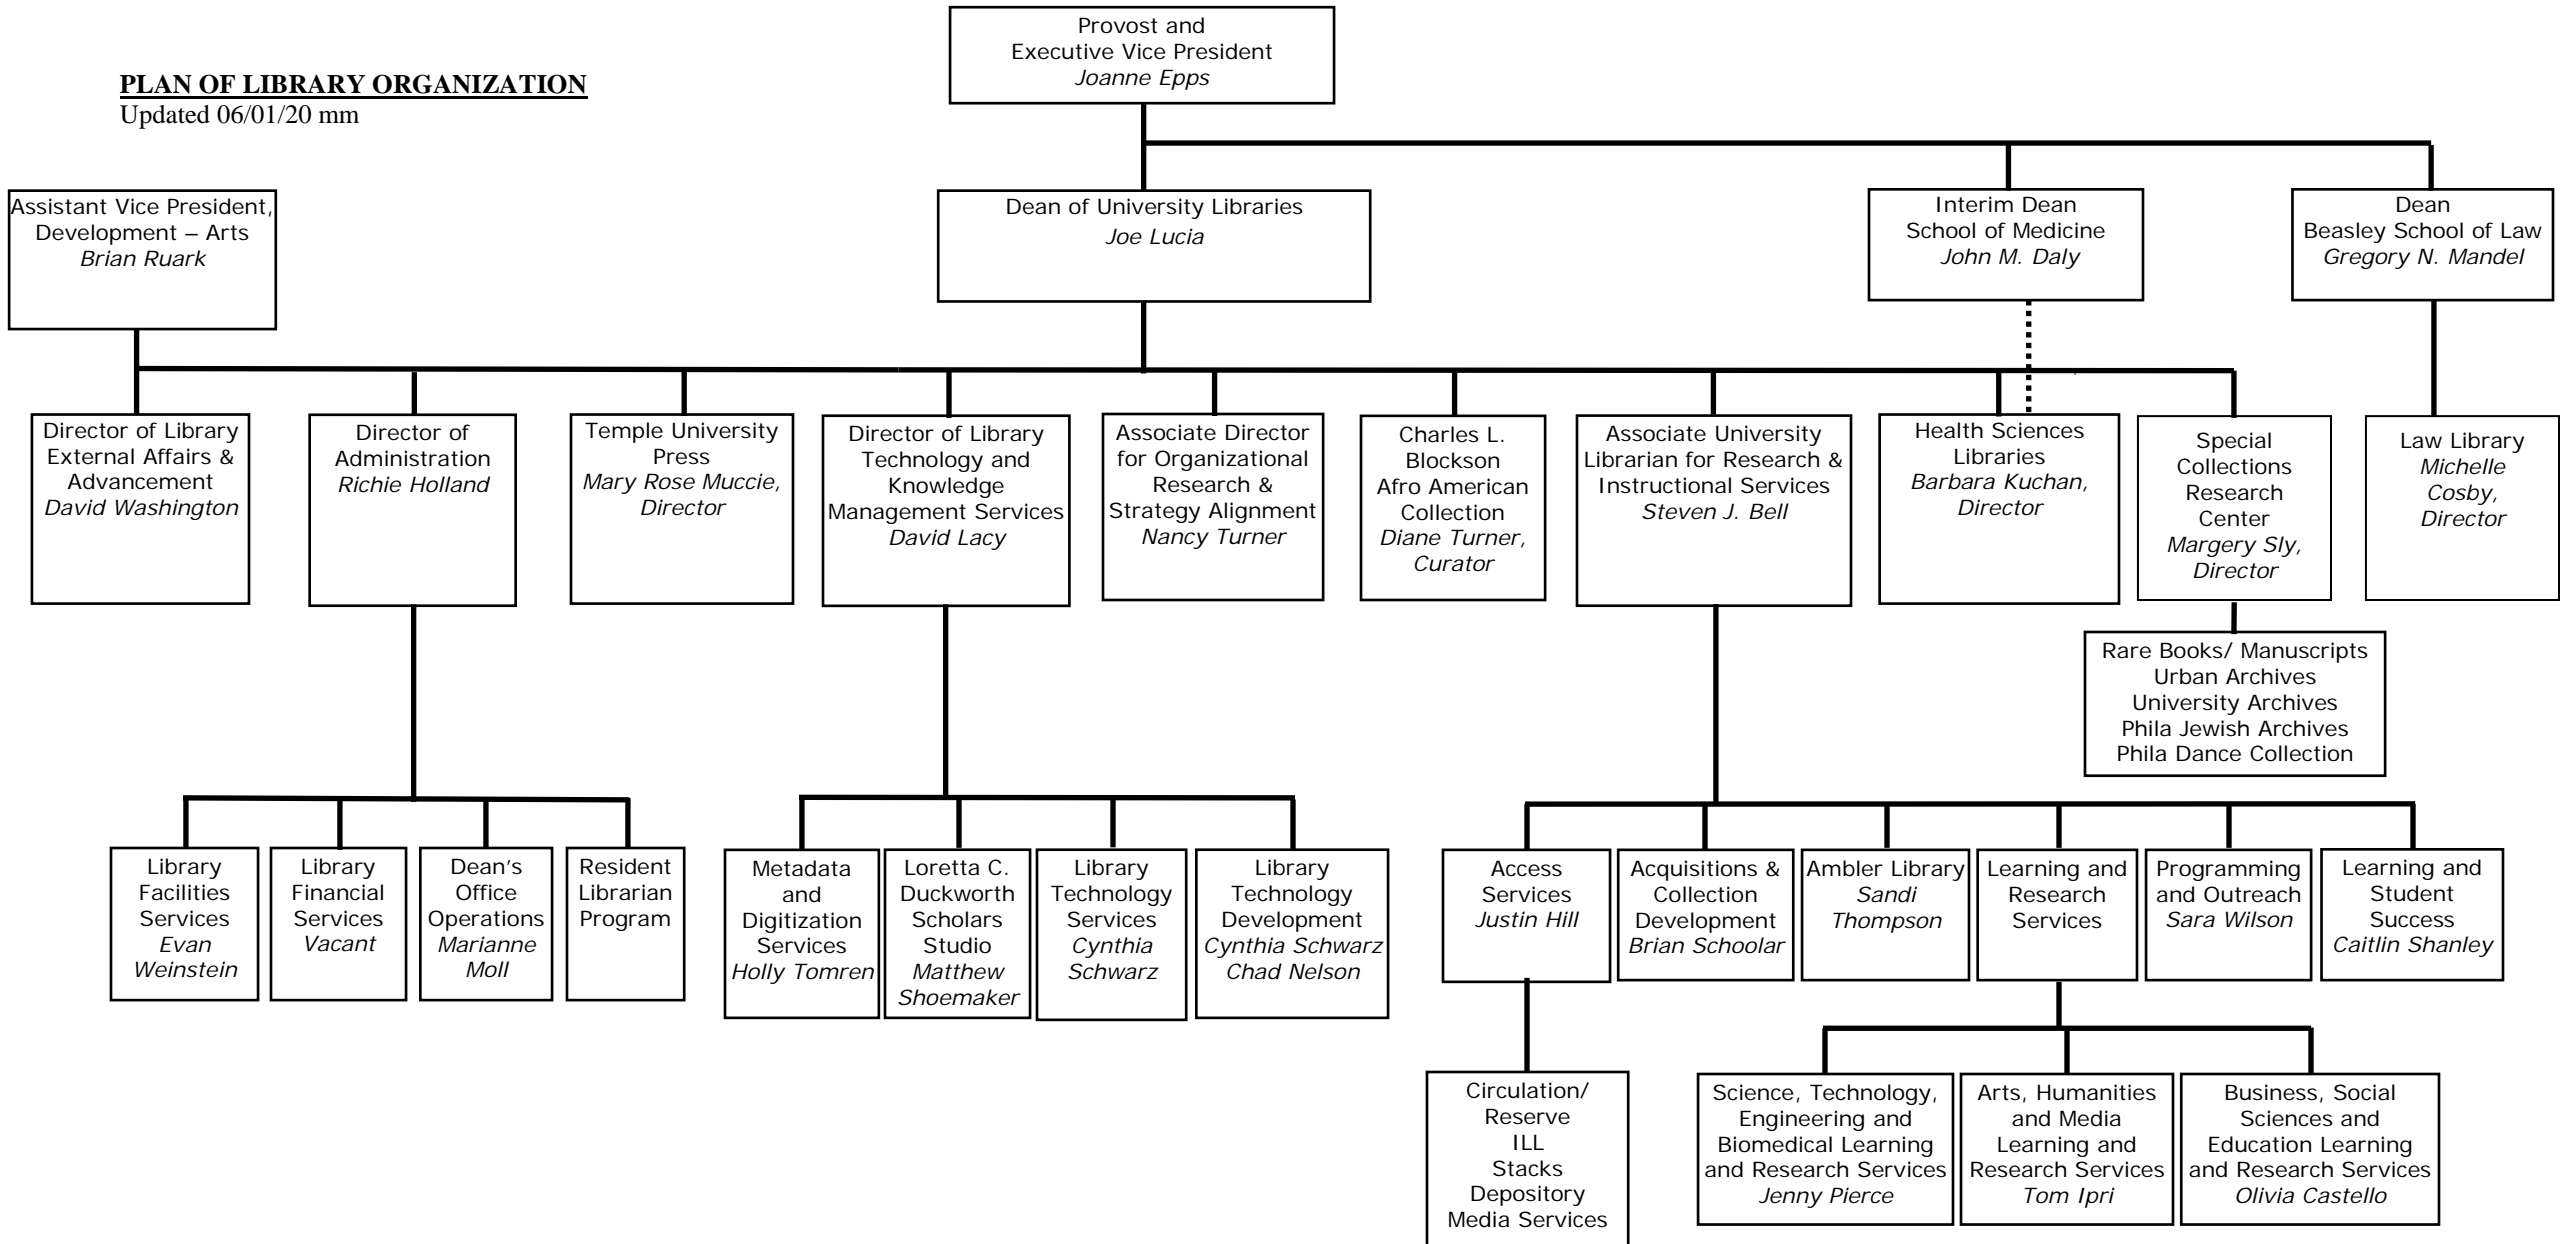 PLAN OF LIBRARY ORGANIZATION
Updated 06/01/20 mm
Provost and
Executive Vice President
Joanne Epps
Assistant Vice President,
Development – Arts
Brian Ruark
Dean of University Libraries
Joe Lucia
Interim Dean
School of Medicine
John M. Daly
Dean
Beasley School of Law
Gregory N. Mandel
Director of Library
External Affairs &
Advancement
David Washington
Director of
Administration
Richie Holland
Temple University
Press
Mary Rose Muccie,
Director
Director of Library
Technology and
Knowledge
Management Services
David Lacy
Associate Director
for Organizational
Research &
Strategy Alignment
Nancy Turner
Charles L.
Blockson
Afro American
Collection
Diane Turner,
Curator
Associate University
Librarian for Research &
Instructional Services
Steven J. Bell
Health Sciences
Libraries
Barbara Kuchan,
Director
Special
Collections
Research
Center
Margery Sly,
Director
Law Library
Michelle
Cosby,
Director
Rare Books/ Manuscripts
Urban Archives
University Archives
Phila Jewish Archives
Phila Dance Collection
Library
Facilities
Services
Evan
Weinstein
Library
Financial
Services
Vacant
Dean’s
Office
Operations
Marianne
Moll
Resident
Librarian
Program
Metadata
and
Digitization
Services
Holly Tomren
Loretta C.
Duckworth
Scholars
Studio
Matthew
Shoemaker
Library
Technology
Services
Cynthia
Schwarz
Library
Technology
Development
Cynthia Schwarz
Chad Nelson
Access
Services
Justin Hill
Acquisitions &
Collection
Development
Brian Schoolar
Ambler Library
Sandi
Thompson
Learning and
Research
Services
Programming
and Outreach
Sara Wilson
Learning and
Student
Success
Caitlin Shanley
Circulation/
Reserve
ILL
Stacks
Depository
Media Services
Science, Technology,
Engineering and
Biomedical Learning
and Research Services
Jenny Pierce
Arts, Humanities
and Media
Learning and
Research Services
Tom Ipri
Business, Social
Sciences and
Education Learning
and Research Services
Olivia Castello